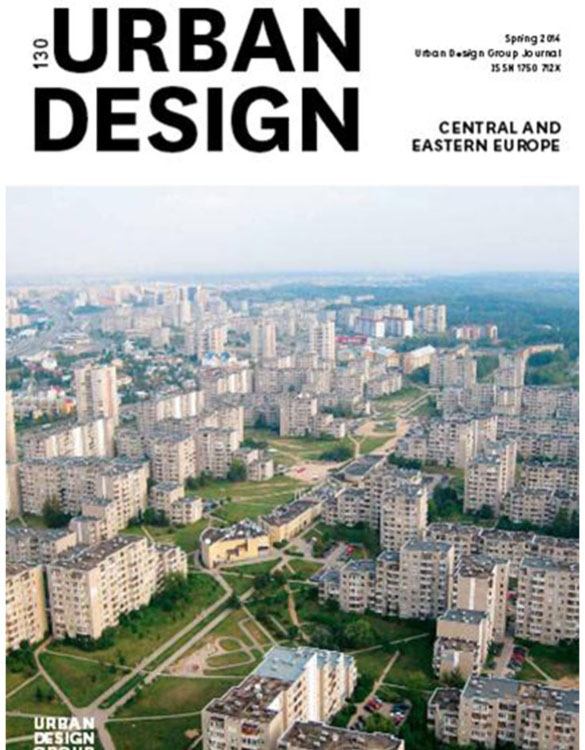 130
URBAN
DESIGN
Spring 2014
Urban Design Group Journal
ISSN 1750 712X
CENTRAL AND
EASTERN EUROPE
URBAN
DESIGN
GROUP